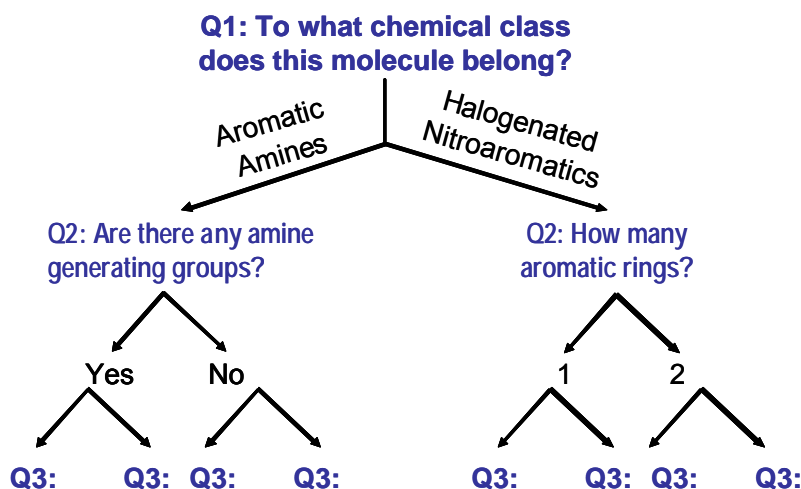 Q1: To what chemical class
does this molecule belong?
Aromatic
Amines
Halogenated
Nitroaromatics
Q2: Are there any amine
generating groups?
Q2: How many
aromatic rings?
Yes
No
1
2
Q3:
Q3:
Q3:
Q3:
Q3:
Q3:
Q3:
Q3: